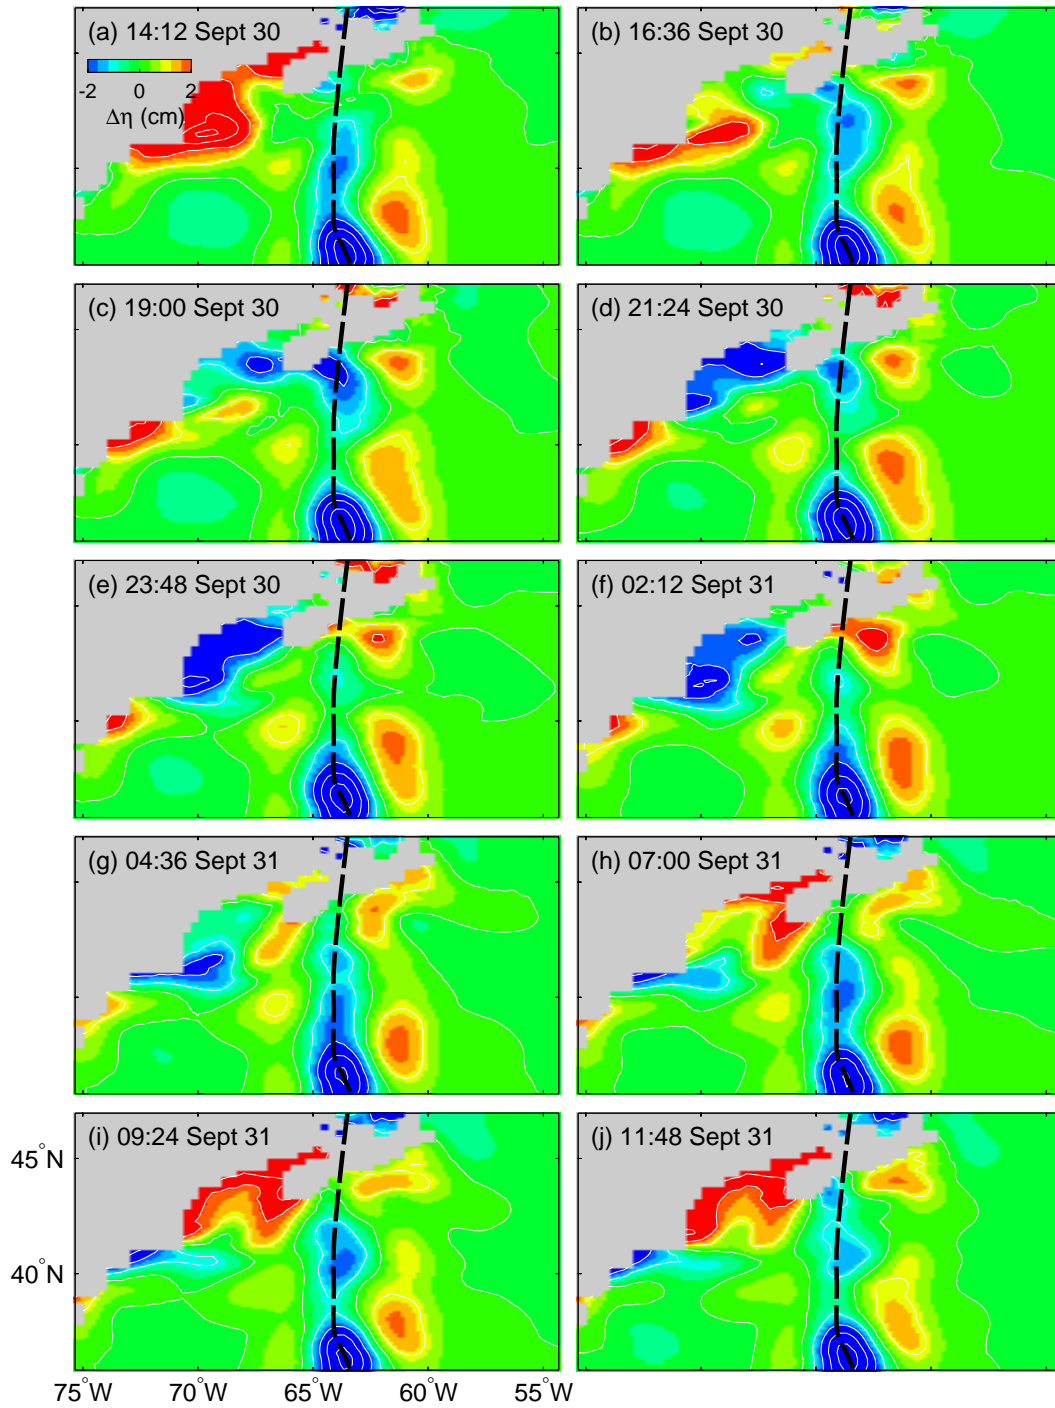 (a) 14:12 Sept 30
-2 0 2
Δη (cm)
(b) 16:36 Sept 30
(c) 19:00 Sept 30
(d) 21:24 Sept 30
(e) 23:48 Sept 30
(f) 02:12 Sept 31
(g) 04:36 Sept 31
(h) 07:00 Sept 31
(i) 09:24 Sept 31
(j) 11:48 Sept 31
45°N
40°N
75°W 70°W 65°W 60°W 55°W